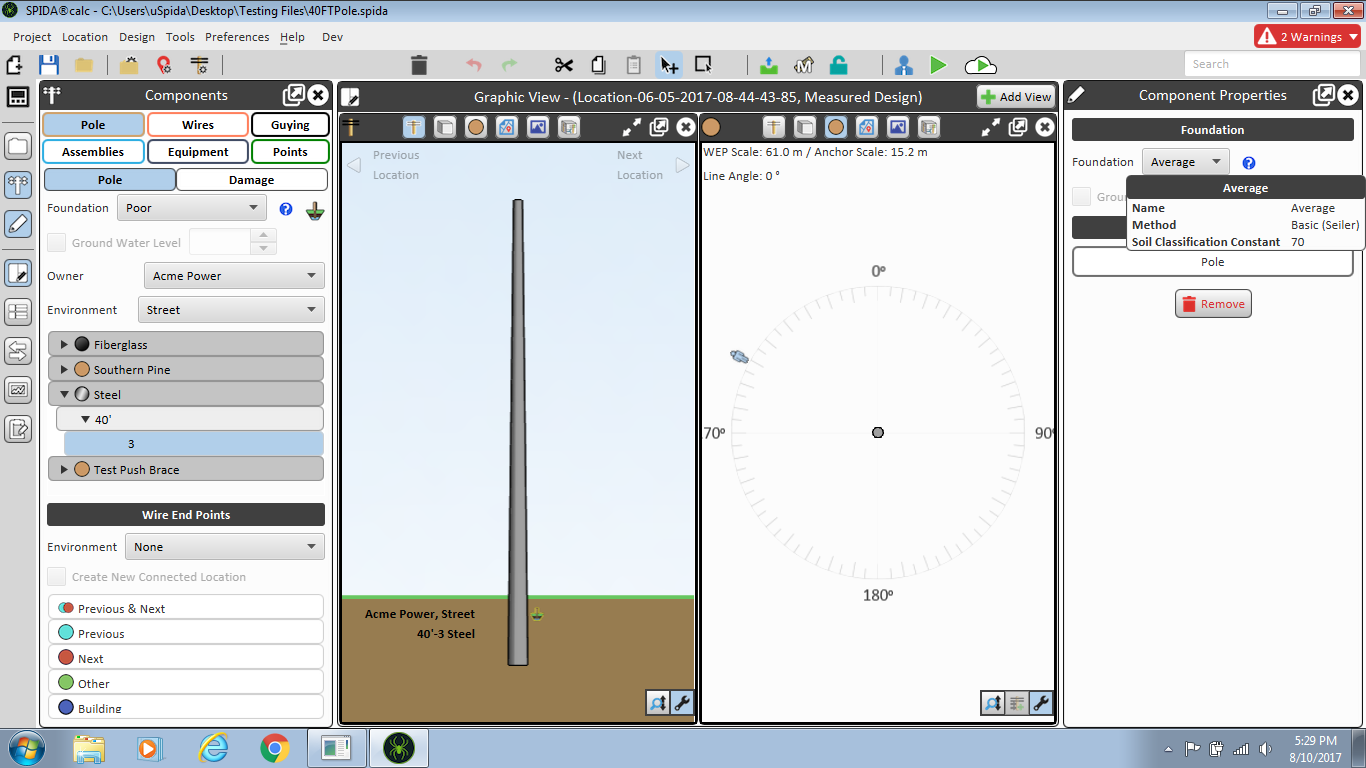 SPIDA®calc - C:\Users\uSpida\Desktop\Testing Files\40FTPole.spida
Project Location Design Tools Preferences Help Dev
2 Warnings
Search
Components
Pole Wires Guying
Assemblies Equipment Points
Pole Damage
Foundation Poor
Ground Water Level
Owner Acme Power
Environment Street
Fiberglass
Southern Pine
Steel
40'
3
Test Push Brace
Wire End Points
Environment None
Create New Connected Location
Previous & Next
Previous
Next
Other
Building
Graphic View - (Location-06-05-2017-08-44-43-85, Measured Design)
Add View
Previous Location
Next Location
Acme Power, Street
40'-3 Steel
WEP Scale: 61.0 m / Anchor Scale: 15.2 m
Line Angle: 0 °
0°
70°
90°
180°
Component Properties
Foundation
Foundation Average
Grou
Average
Name Average
Method Basic (Seiler)
Soil Classification Constant 70
Pole
Remove
5:29 PM
8/10/2017